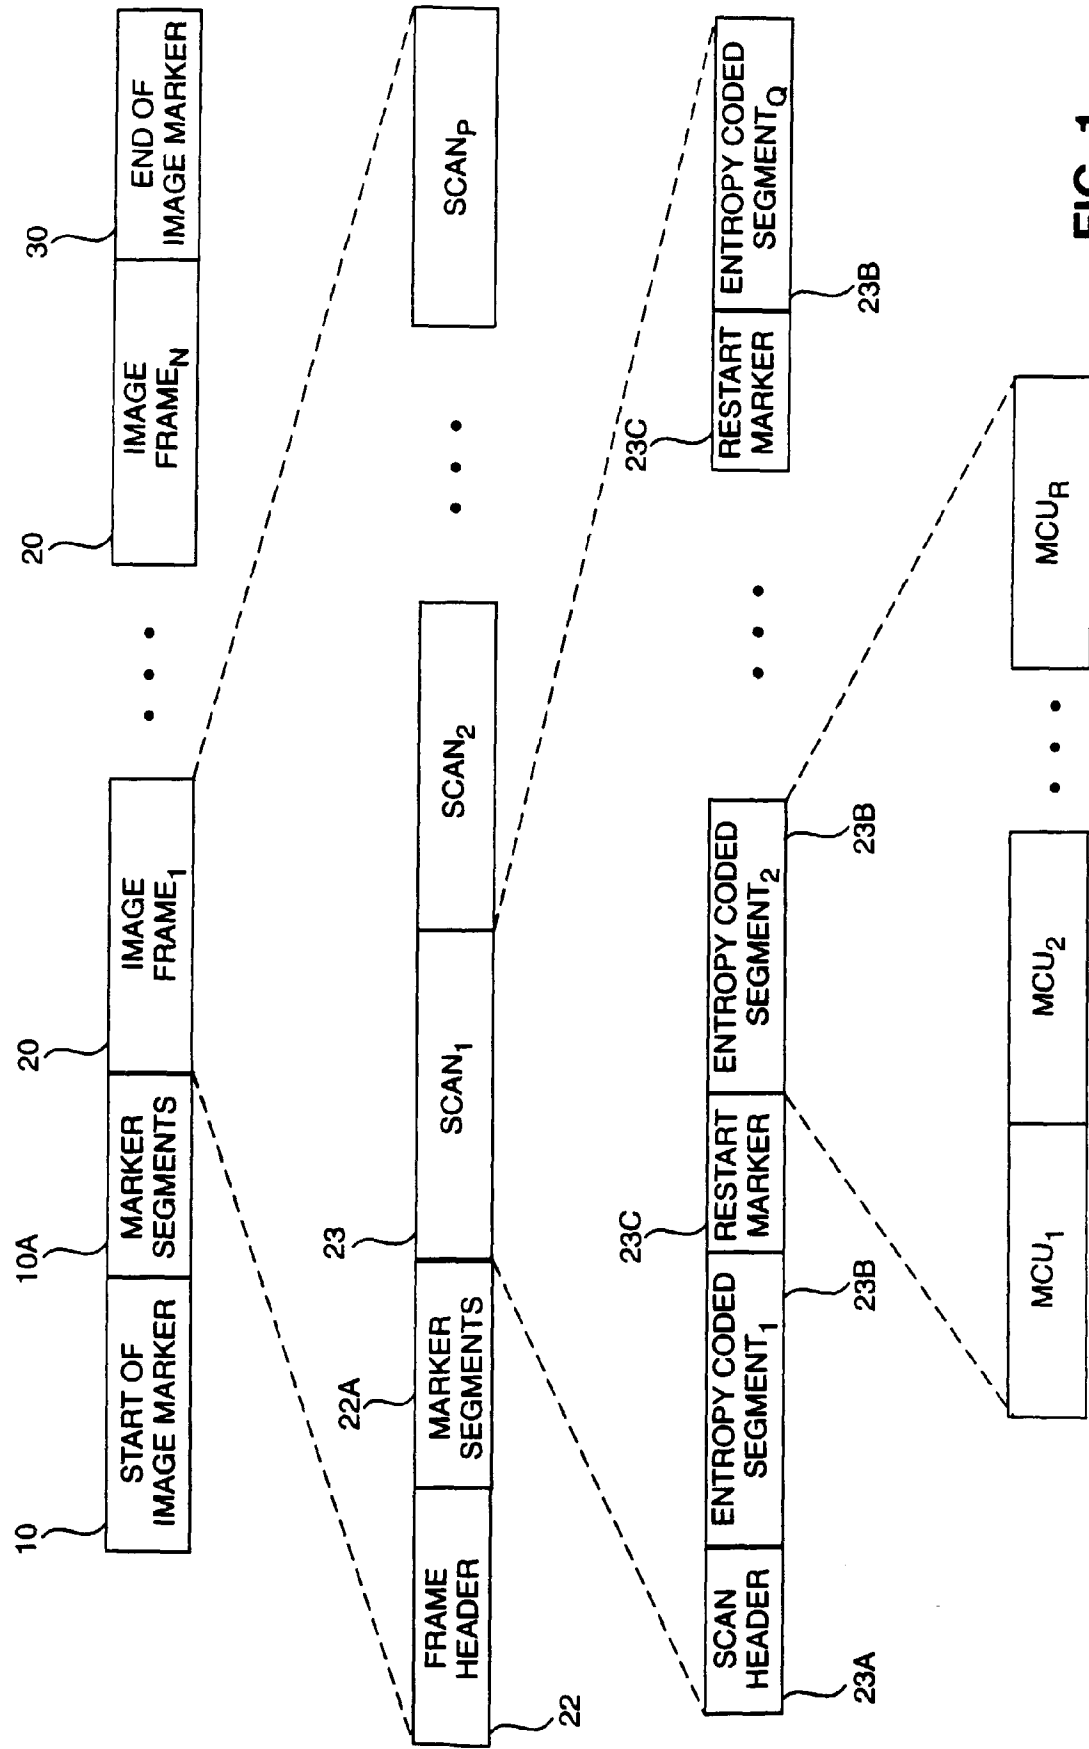 10
START OF
IMAGE MARKER
10A
MARKER
SEGMENTS
20
IMAGE
FRAME1
20
IMAGE
FRAMEN
30
END OF
IMAGE MARKER
22
FRAME
HEADER
22A
MARKER
SEGMENTS
23
SCAN1
SCAN2
SCANP
23A
SCAN
HEADER
ENTROPY CODED
SEGMENT1
23B
23C
RESTART
MARKER
ENTROPY CODED
SEGMENT2
23B
23C
RESTART
MARKER
ENTROPY CODED
SEGMENTQ
23B
MCU1
MCU2
MCUR
FIG. 1